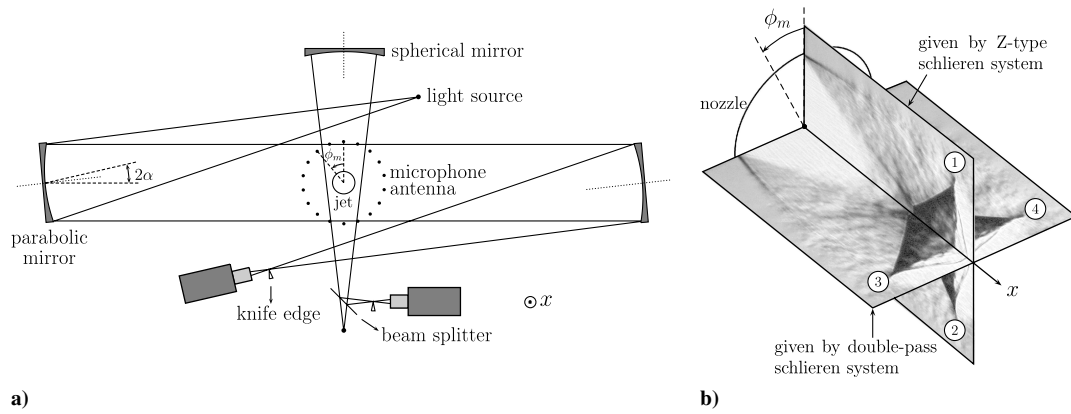 spherical mirror
light source
ϕm
microphone
antenna
jet
2α
parabolic
mirror
knife edge
beam splitter
x
a)
ϕm
given by Z-type
schlieren system
nozzle
1
4
3
x
2
given by double-pass
schlieren system
b)